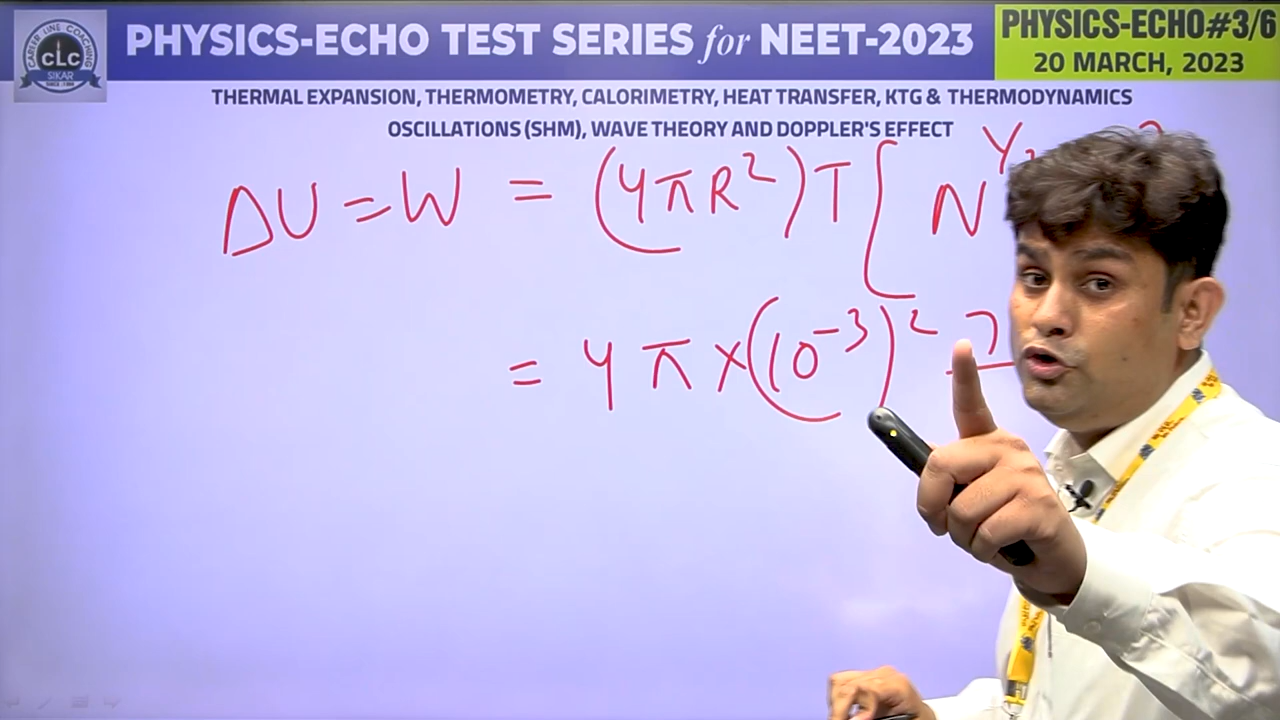 CAREER LINE COACHING
CLC
SIKAR
PHYSICS-ECHO TEST SERIES for NEET-2023
PHYSICS-ECHO#3/6
20 MARCH, 2023
THERMAL EXPANSION, THERMOMETRY, CALORIMETRY, HEAT TRANSFER, KTG & THERMODYNAMICS
OSCILLATIONS (SHM), WAVE THEORY AND DOPPLER'S EFFECT
ΔU = W = (4πR²)T[N
= 4π×(10⁻³)² 7